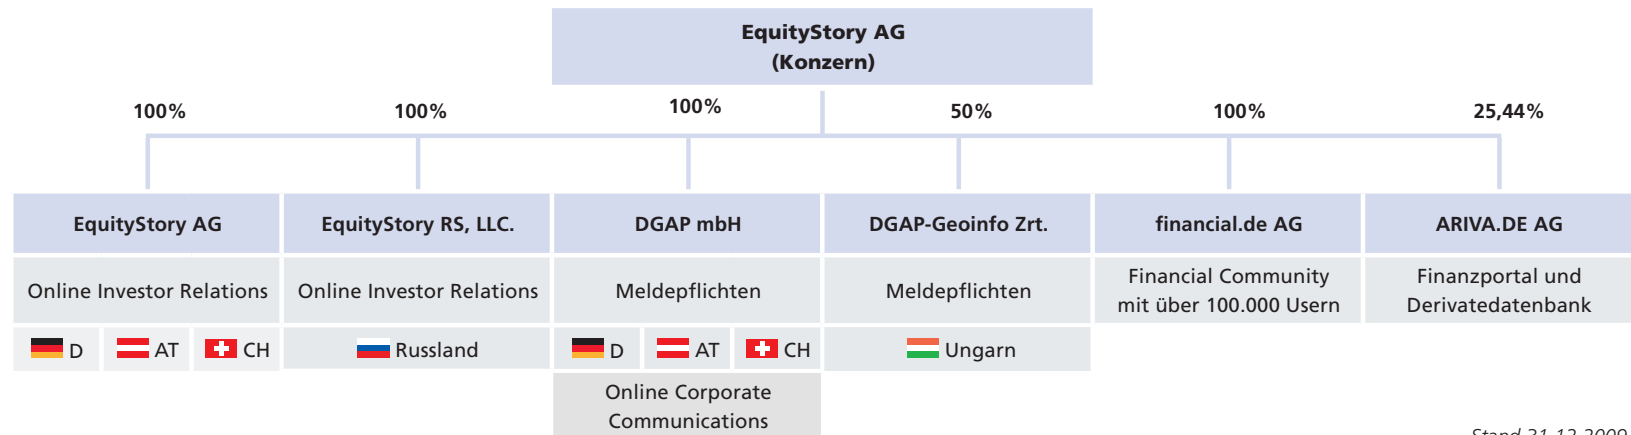 EquityStory AG
(Konzern)
100%
100%
100%
50%
100%
25,44%
EquityStory AG
EquityStory RS, LLC.
DGAP mbH
DGAP-Geoinfo Zrt.
financial.de AG
ARIVA.DE AG
Online Investor Relations
Online Investor Relations
Meldepflichten
Meldepflichten
Financial Community
mit über 100.000 Usern
Finanzportal und
Derivatedatenbank
D
AT
CH
Russland
D
AT
CH
Ungarn
Online Corporate
Communications
Stand 31.12.2009